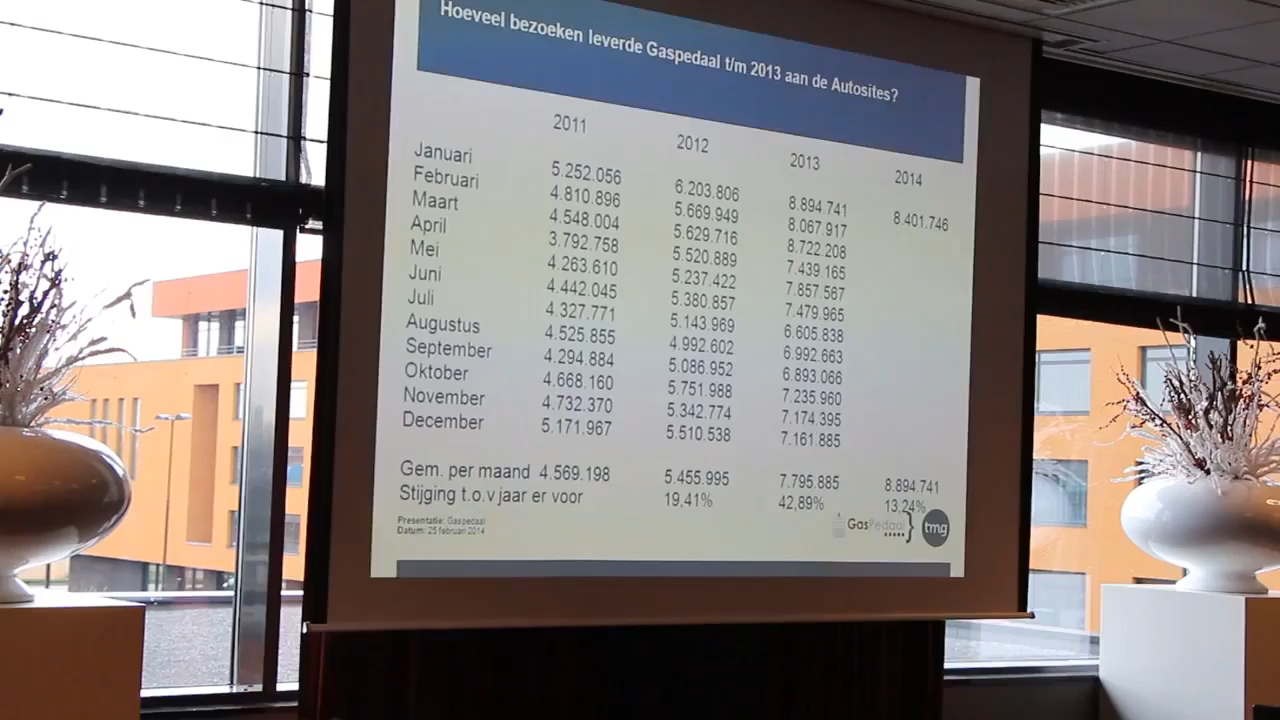 Hoeveel bezoeken leverde Gaspedaal t/m 2013 aan de Autosites?
2011 2012 2013 2014
Januari 5.252.056 6.203.806 8.894.741 8.401.746
Februari 4.810.896 5.669.949 8.067.917
Maart 4.548.004 5.629.716 8.722.208
April 3.792.758 5.520.889 7.439.165
Mei 4.263.610 5.237.422 7.857.567
Juni 4.442.045 5.380.857 7.479.965
Juli 4.327.771 5.143.969 6.605.838
Augustus 4.525.855 4.992.602 6.992.663
September 4.294.884 5.086.952 6.893.066
Oktober 4.668.160 5.751.988 7.235.960
November 4.732.370 5.342.774 7.174.395
December 5.171.967 5.510.538 7.161.885
Gem. per maand 4.569.198 5.455.995 7.795.885 8.894.741
Stijging t.o.v jaar er voor 19,41% 42,89% 13,24%
Presentatie: Gaspedaal
Datum: 25 februari 2014
GasPedaal
tmg